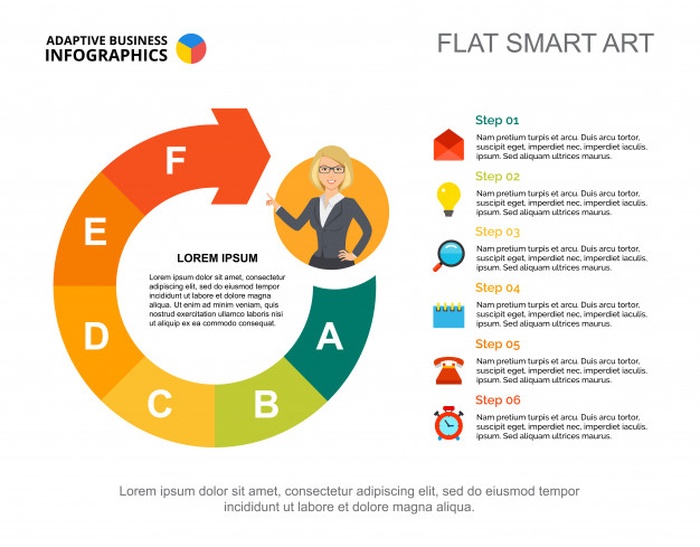 ADAPTIVE BUSINESS
INFOGRAPHICS
FLAT SMART ART
F
E
D
C
B
A
LOREM IPSUM
Lorem ipsum dolor sit amet, consectetur
adipiscing elit, sed do eiusmod tempor
incididunt ut labore et dolore magna
aliqua. Ut enim ad minim veniam, quis
nostrud exercitation ullamco laboris nisi
ut aliquip ex ea commodo consequat.
Step 01
Nam pretium turpis et arcu. Duis arcu tortor,
suscipit eget, imperdiet nec, imperdiet iaculis,
ipsum. Sed aliquam ultrices maurus.
Step 02
Nam pretium turpis et arcu. Duis arcu tortor,
suscipit eget, imperdiet nec, imperdiet iaculis,
ipsum. Sed aliquam ultrices maurus.
Step 03
Nam pretium turpis et arcu. Duis arcu tortor,
suscipit eget, imperdiet nec, imperdiet iaculis,
ipsum. Sed aliquam ultrices maurus.
Step 04
Nam pretium turpis et arcu. Duis arcu tortor,
suscipit eget, imperdiet nec, imperdiet iaculis,
ipsum. Sed aliquam ultrices maurus.
Step 05
Nam pretium turpis et arcu. Duis arcu tortor,
suscipit eget, imperdiet nec, imperdiet iaculis,
ipsum. Sed aliquam ultrices maurus.
Step 06
Nam pretium turpis et arcu. Duis arcu tortor,
suscipit eget, imperdiet nec, imperdiet iaculis,
ipsum. Sed aliquam ultrices maurus.
Lorem ipsum dolor sit amet, consectetur adipiscing elit, sed do eiusmod tempor
incididunt ut labore et dolore magna aliqua.